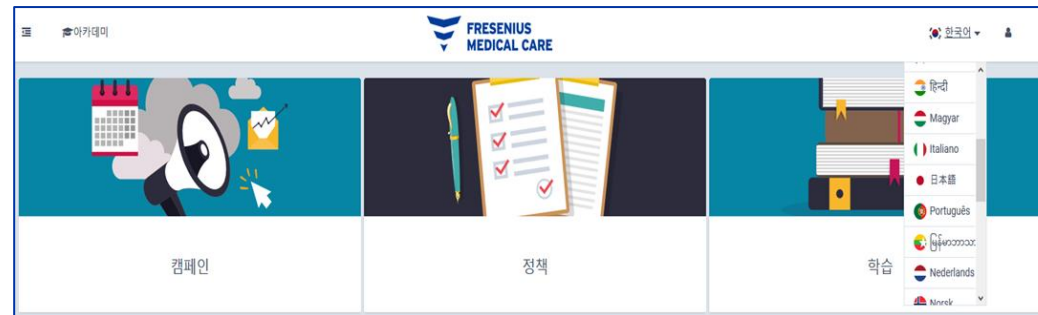 아카데미
FRESENIUS
MEDICAL CARE
한국어
हिन्दी
Magyar
Italiano
日本語
Português
Nederlands
Norsk
캠페인
정책
학습